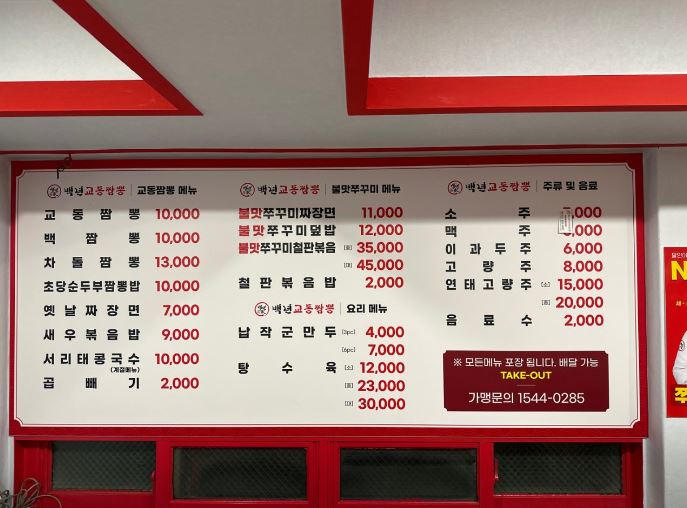 백년교동짬뽕 교동짬뽕 메뉴
교동짬뽕 10,000
백짬뽕 10,000
차돌짬뽕 13,000
초당순두부짬뽕밥 10,000
옛날짜장면 7,000
새우볶음밥 9,000
서리태콩국수 10,000
(계절메뉴)
곱빼기 2,000
백년교동짬뽕 불맛쭈꾸미 메뉴
불맛쭈꾸미짜장면 11,000
불맛쭈꾸미덮밥 12,000
불맛쭈꾸미철판볶음 [중] 35,000
[대] 45,000
철판볶음밥 2,000
백년교동짬뽕 요리 메뉴
납작군만두 (3pc) 4,000
(6pc) 7,000
탕수육 [소] 12,000
[중] 23,000
[대] 30,000
백년교동짬뽕 주류 및 음료
소주 ,000
맥주 ,000
이과두주 6,000
고량주 8,000
연태고량주 [소] 15,000
[중] 20,000
음료수 2,000
※ 모든메뉴 포장 됩니다. 배달 가능
TAKE-OUT
가맹문의 1544-0285